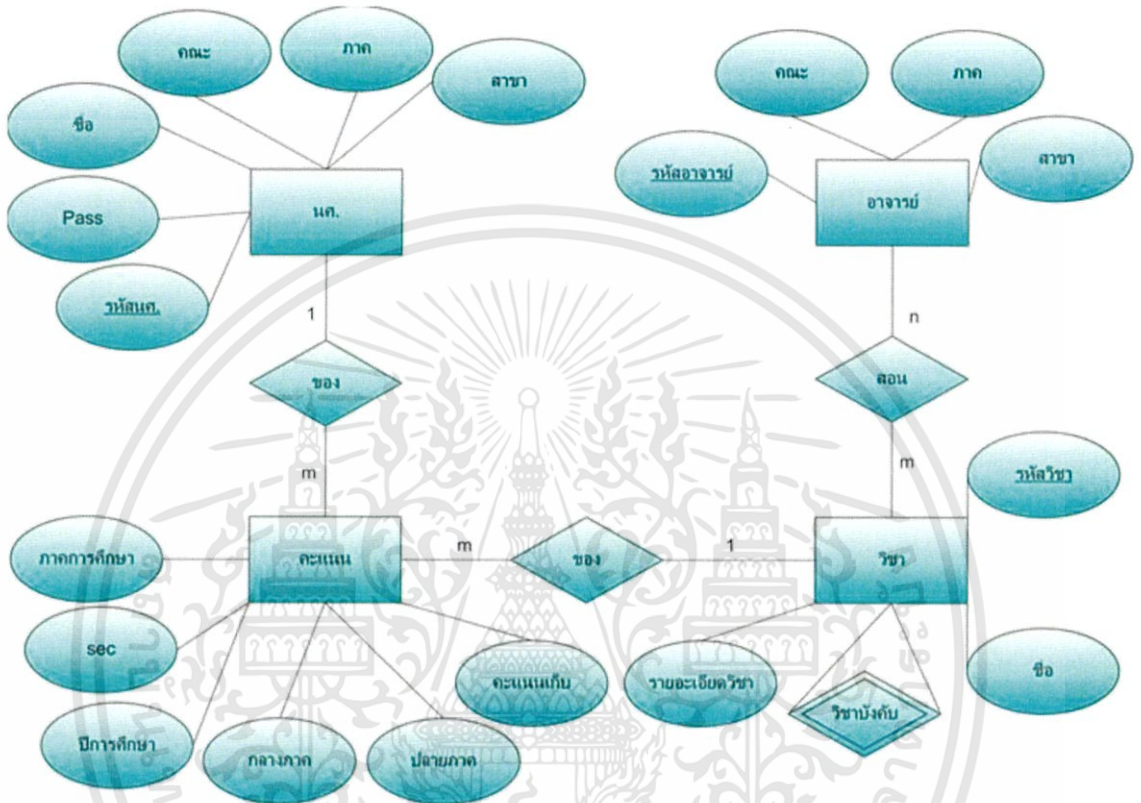 คณะ
ภาค
สาขา
ชื่อ
Pass
รหัสนศ.
นศ.
คณะ
ภาค
สาขา
รหัสอาจารย์
อาจารย์
1
ของ
m
n
สอน
m
รหัสวิชา
ภาคการศึกษา
คะแนน
m
ของ
1
วิชา
sec
คะแนนเก็บ
รายอะเอียดวิชา
วิชาบังคับ
ชื่อ
ปีการศึกษา
กลางภาค
ปลายภาค